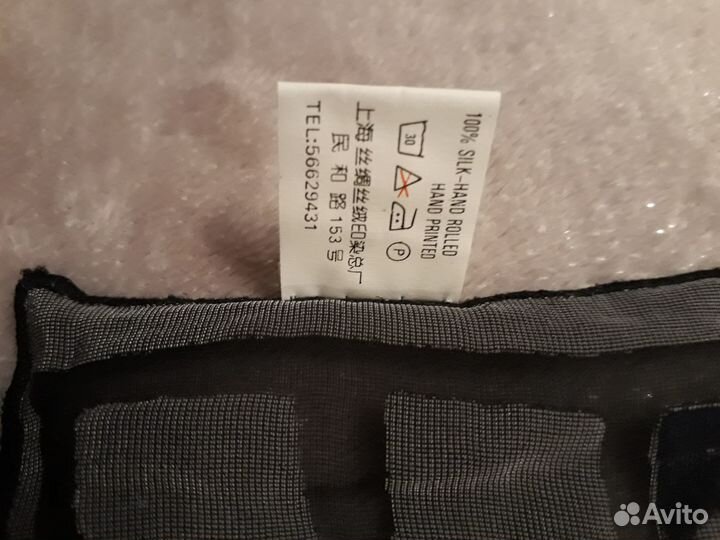 100% SILK-HAND ROLLED
HAND PRINTED
30
P
上海丝绸丝绒印染总厂
民和路153号
TEL:56629431
Avito